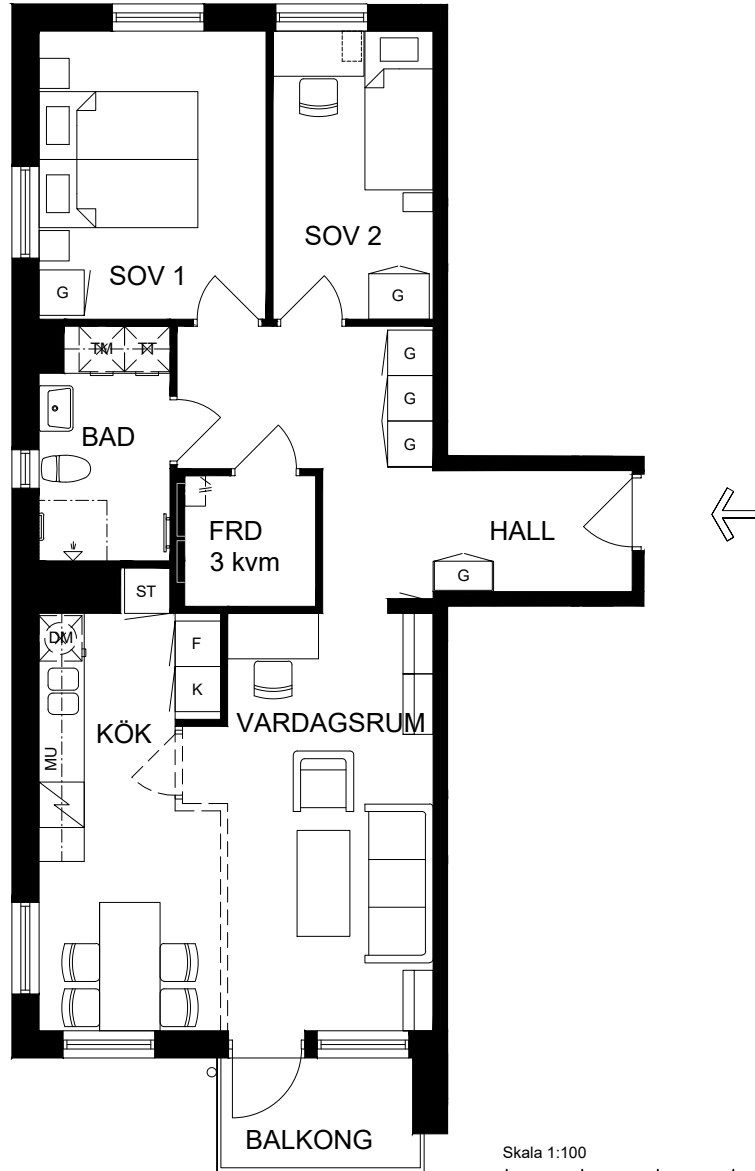 SOV 1
SOV 2
G
G
TM
TT
G
G
G
BAD
FRD
3 kvm
HALL
G
ST
DM
F
K
KÖK
VARDAGSRUM
MU
BALKONG
Skala 1:100